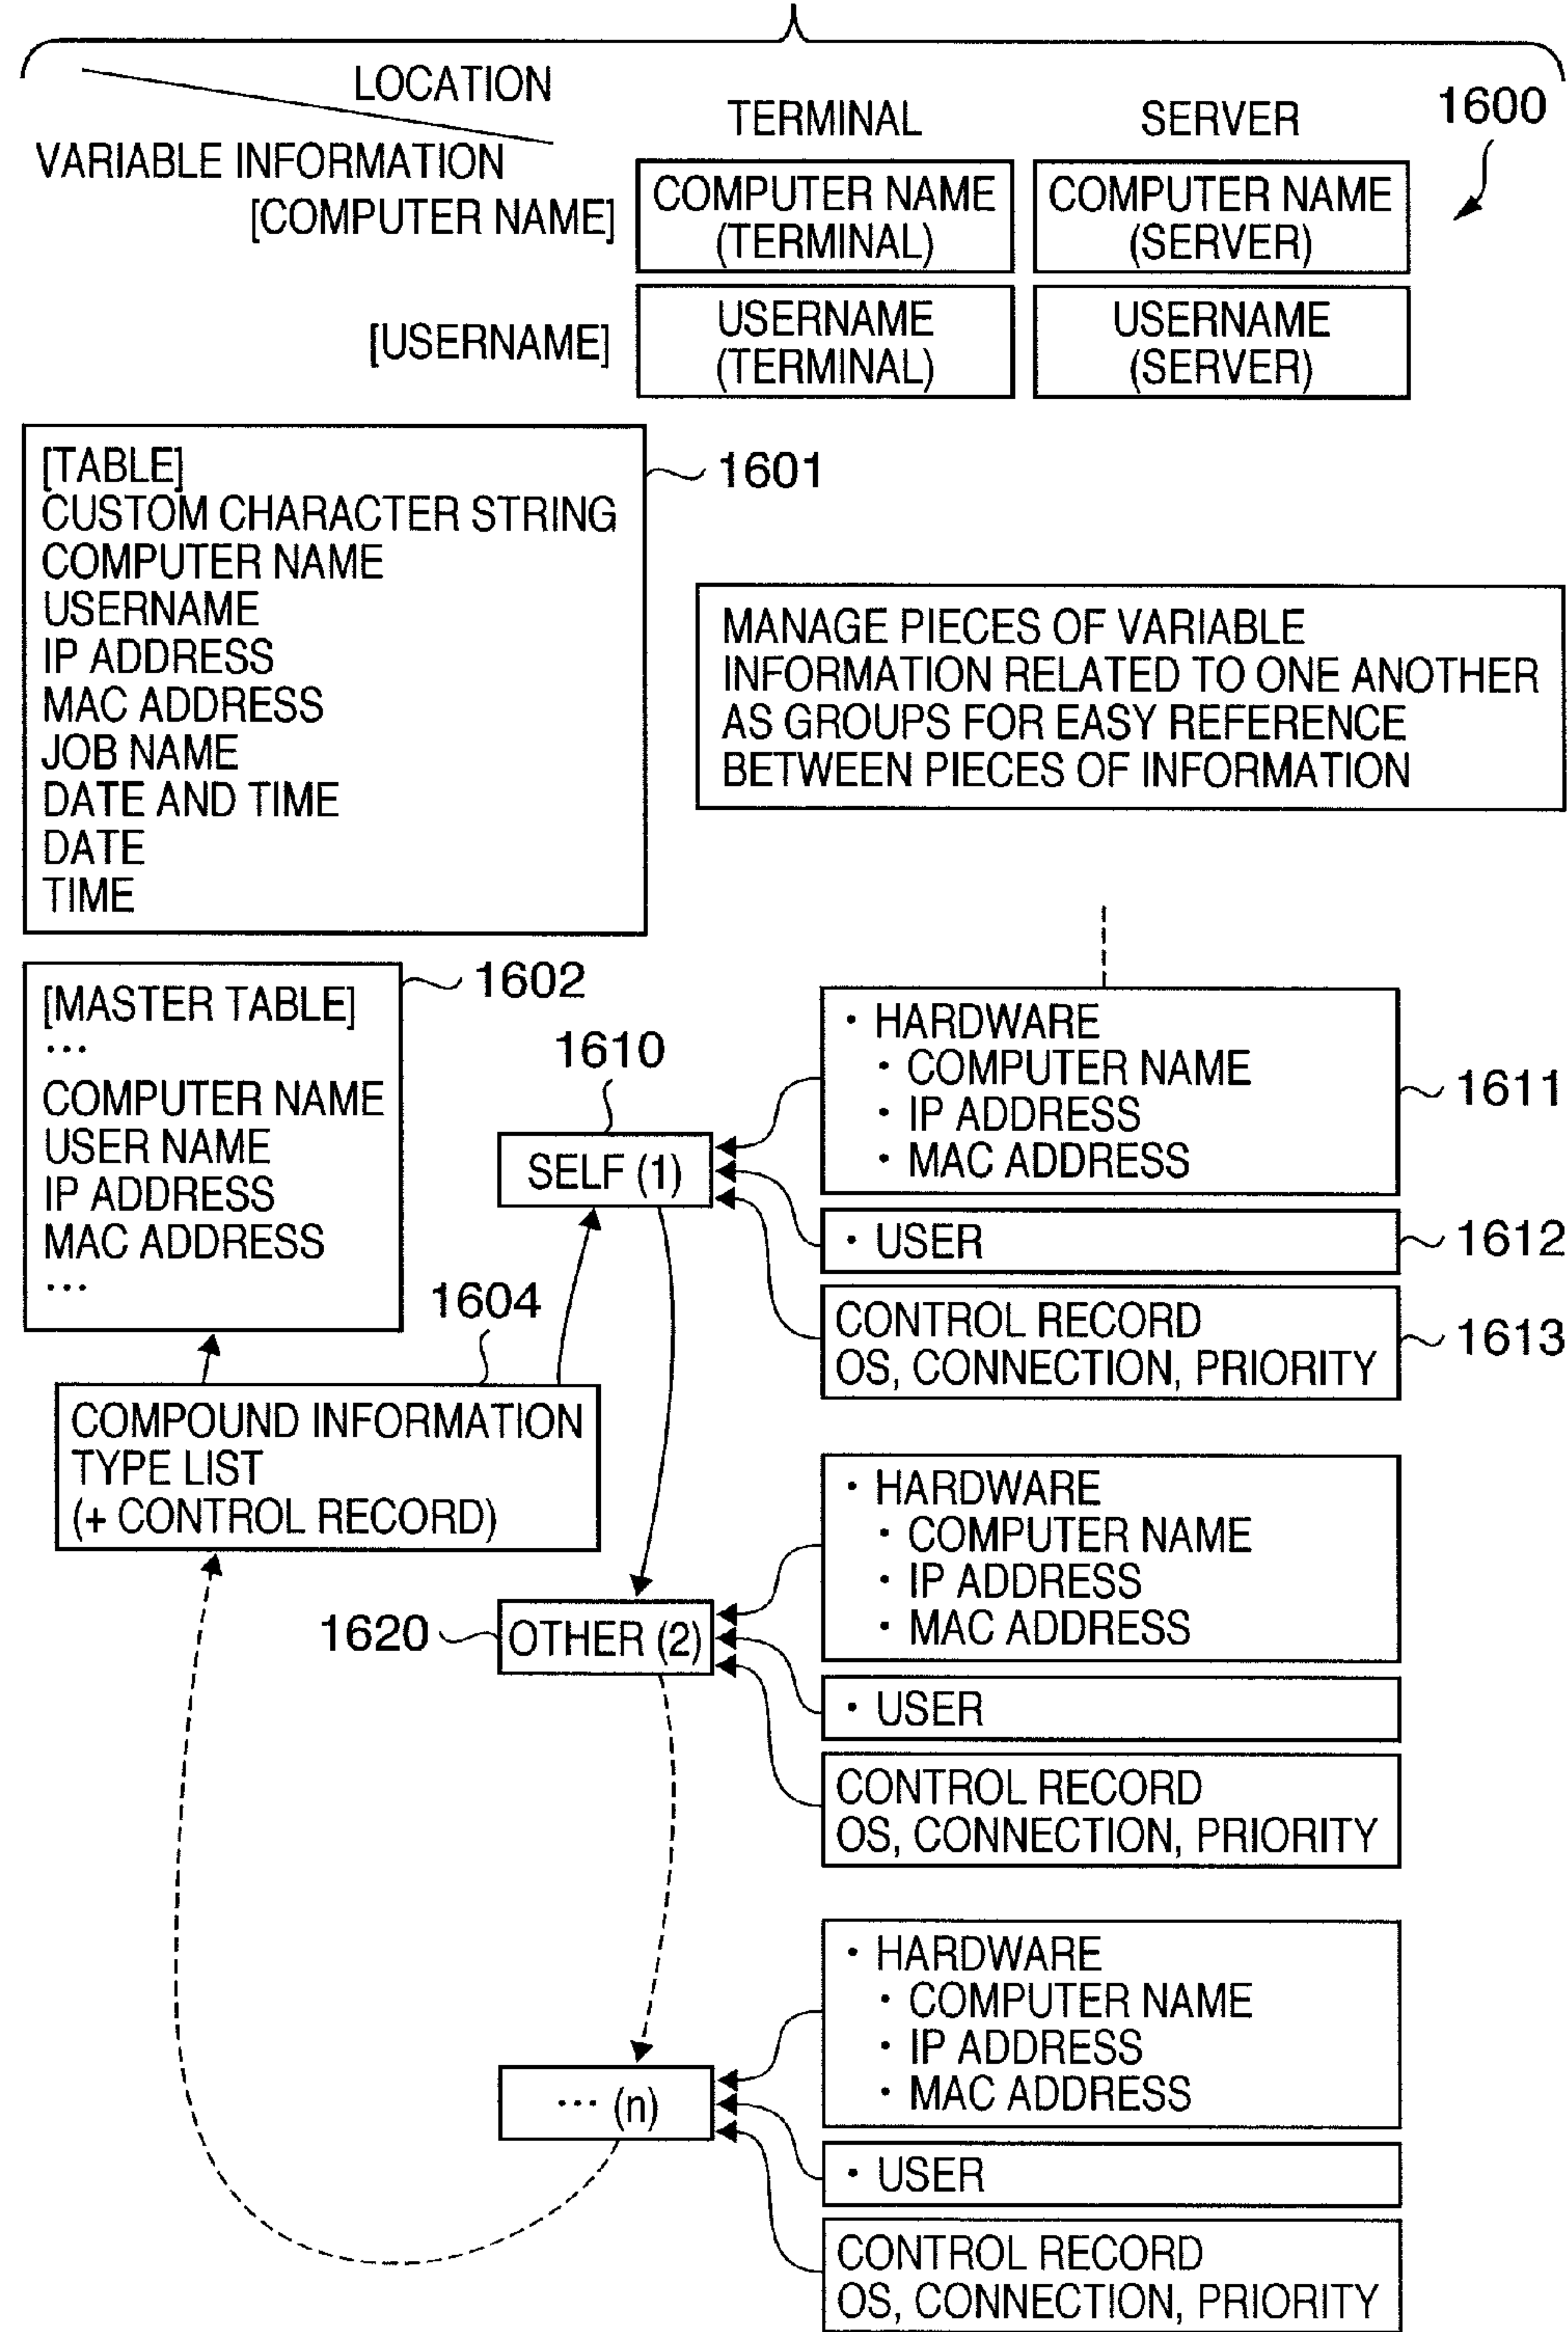 LOCATION
VARIABLE INFORMATION
TERMINAL
SERVER
1600
[COMPUTER NAME]
COMPUTER NAME
(TERMINAL)
COMPUTER NAME
(SERVER)
[USERNAME]
USERNAME
(TERMINAL)
USERNAME
(SERVER)
[TABLE]
CUSTOM CHARACTER STRING
COMPUTER NAME
USERNAME
IP ADDRESS
MAC ADDRESS
JOB NAME
DATE AND TIME
DATE
TIME
1601
MANAGE PIECES OF VARIABLE
INFORMATION RELATED TO ONE ANOTHER
AS GROUPS FOR EASY REFERENCE
BETWEEN PIECES OF INFORMATION
[MASTER TABLE]
...
COMPUTER NAME
USER NAME
IP ADDRESS
MAC ADDRESS
...
1602
1604
COMPOUND INFORMATION
TYPE LIST
(+ CONTROL RECORD)
1610
SELF (1)
・ HARDWARE
・ COMPUTER NAME
・ IP ADDRESS
・ MAC ADDRESS
1611
・ USER
1612
CONTROL RECORD
OS, CONNECTION, PRIORITY
1613
1620
OTHER (2)
・ HARDWARE
・ COMPUTER NAME
・ IP ADDRESS
・ MAC ADDRESS
・ USER
CONTROL RECORD
OS, CONNECTION, PRIORITY
... (n)
・ HARDWARE
・ COMPUTER NAME
・ IP ADDRESS
・ MAC ADDRESS
・ USER
CONTROL RECORD
OS, CONNECTION, PRIORITY